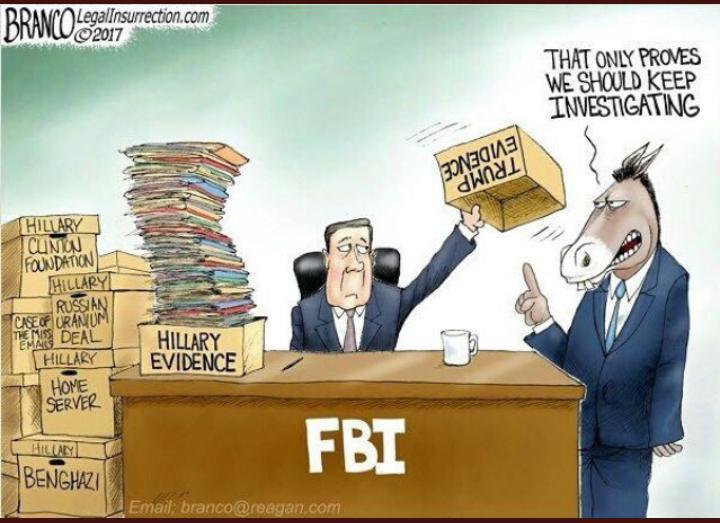 BRANCO LegalInsurrection.com
©2017
THAT ONLY PROVES
WE SHOULD KEEP
INVESTIGATING
TRUMP
EVIDENCE
HILLARY
CLINTON
FOUNDATION
HILLARY
RUSSIAN
URANIUM
DEAL
CASE OF
THE MISS
EMAILS
HILLARY
HOME
SERVER
HILLARY
BENGHAZI
HILLARY
EVIDENCE
FBI
Email; branco@reagan.com